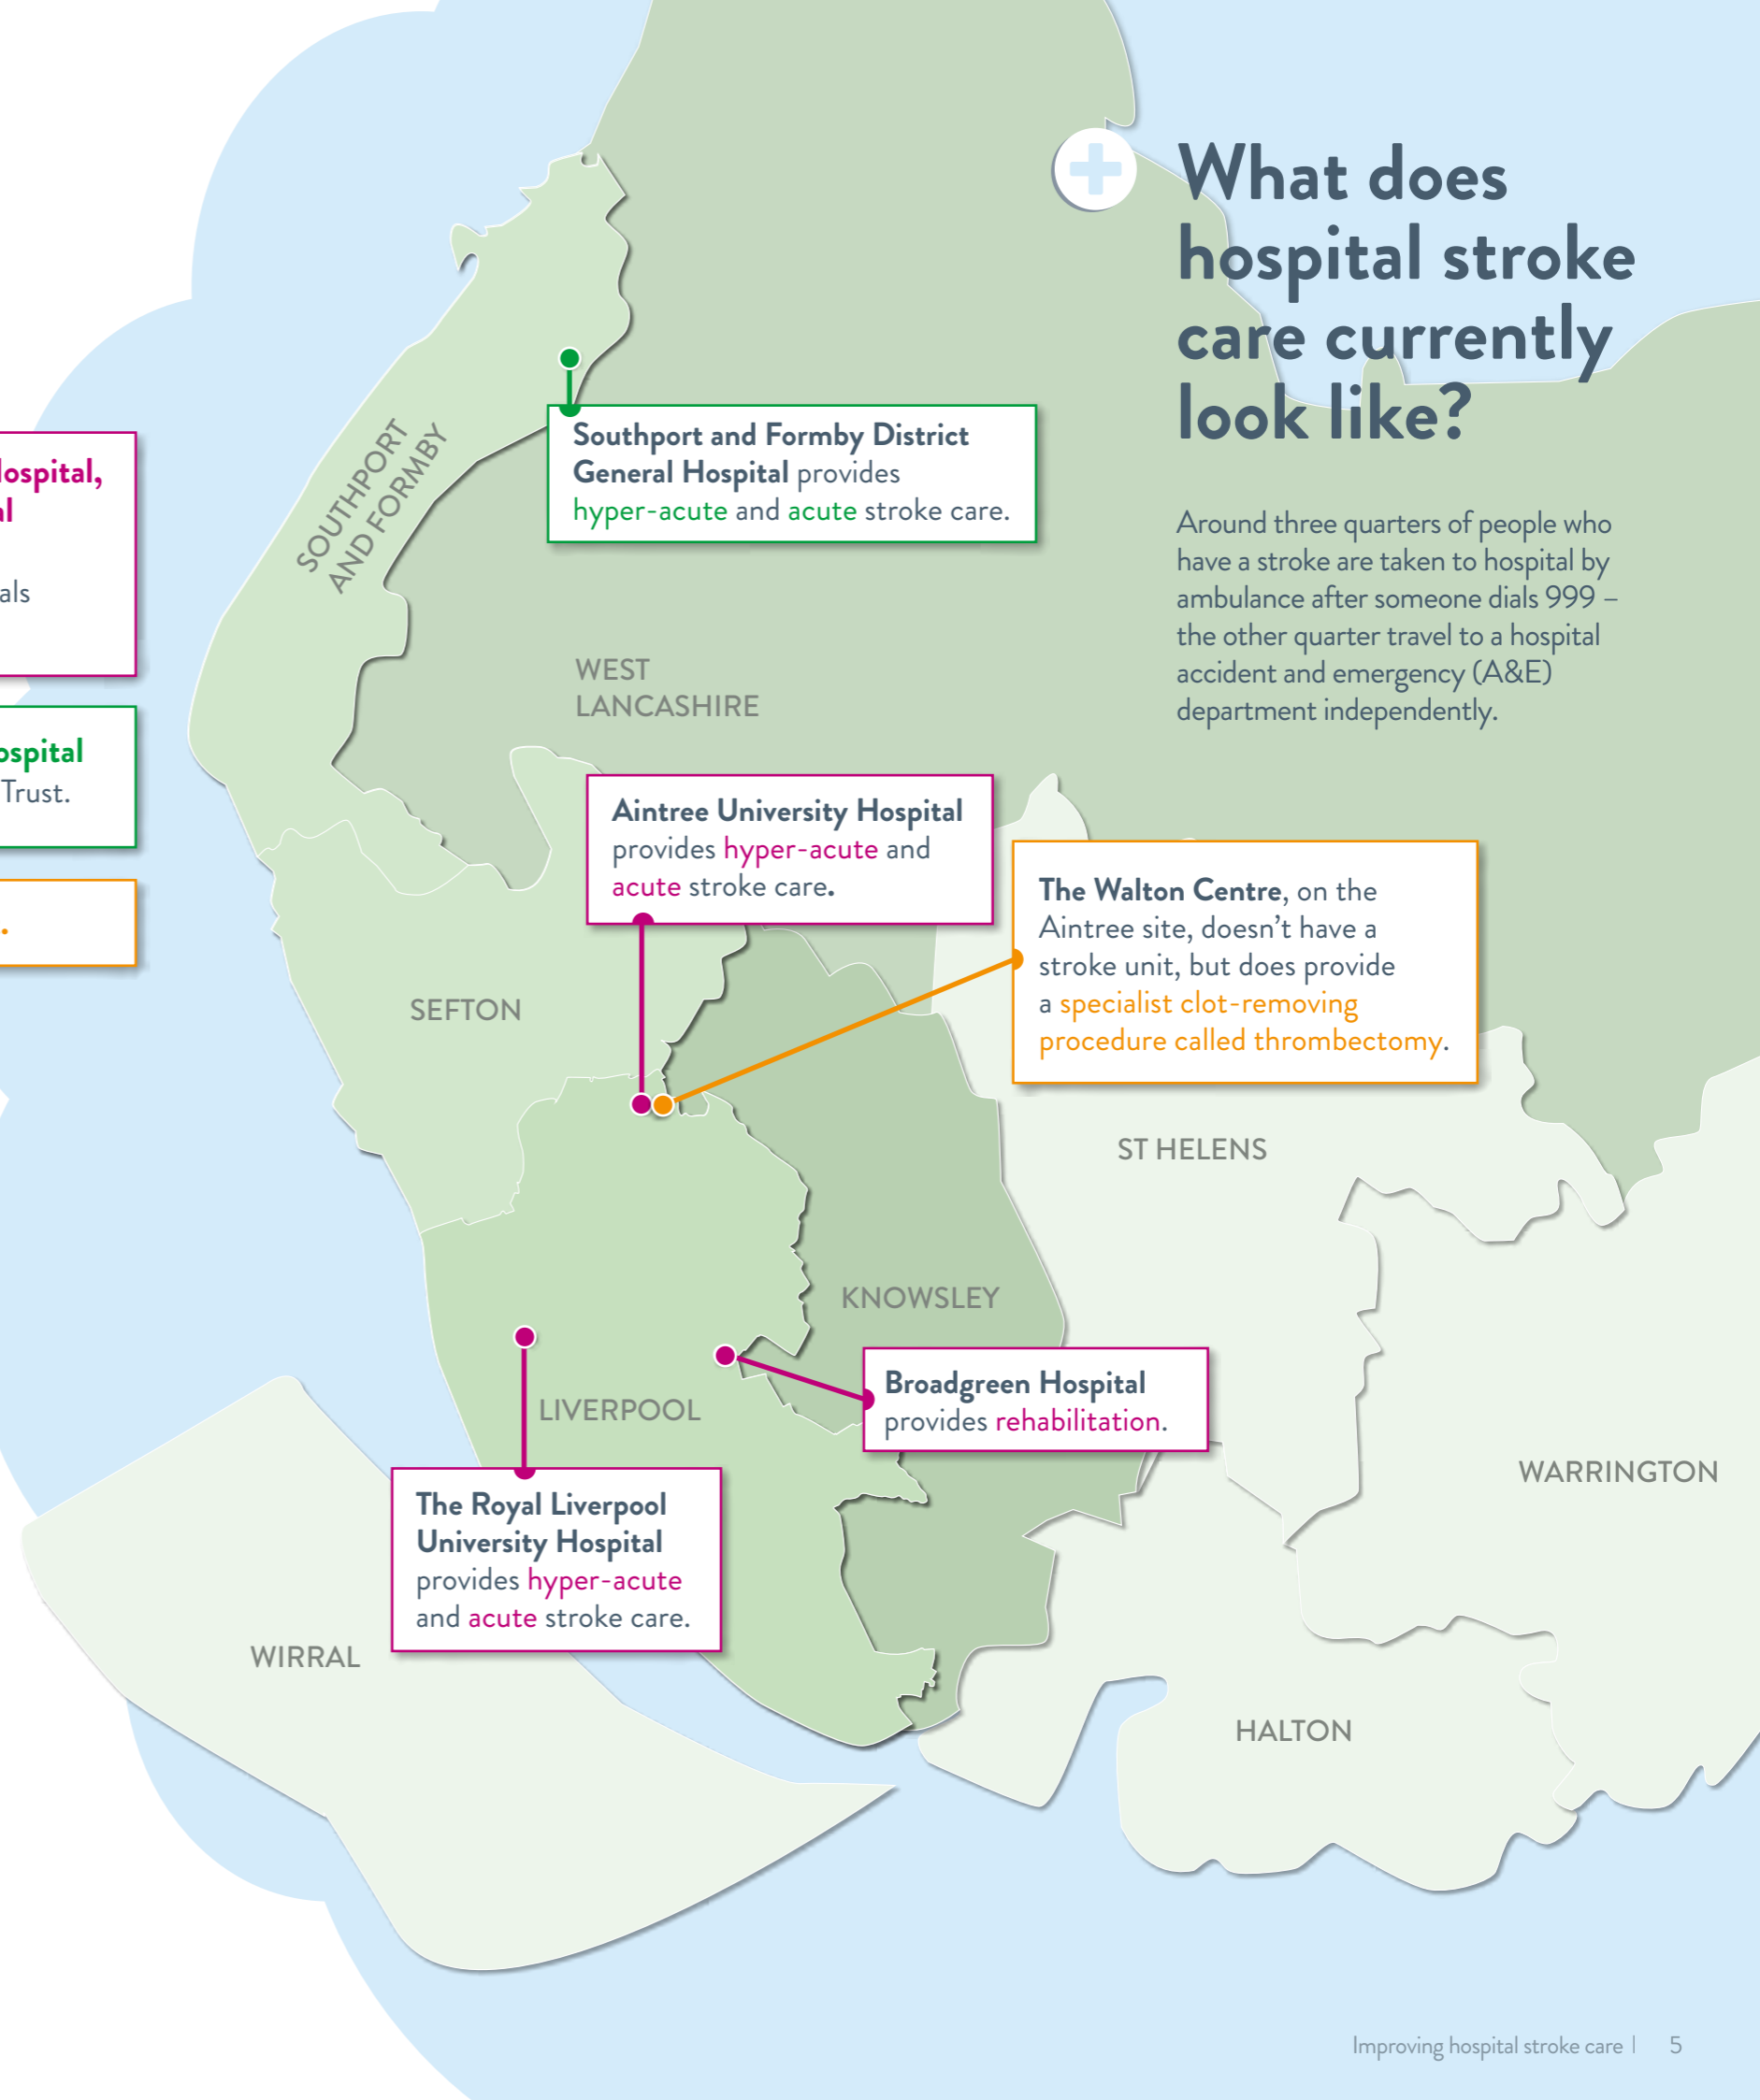 What does
hospital stroke
care currently
look like?
Around three quarters of people who
have a stroke are taken to hospital by
ambulance after someone dials 999 –
the other quarter travel to a hospital
accident and emergency (A&E)
department independently.
Southport and Formby District
General Hospital provides
hyper-acute and acute stroke care.
SOUTHPORT
AND FORMBY
WEST
LANCASHIRE
Hospital,
als
ospital
Trust.
.
Aintree University Hospital
provides hyper-acute and
acute stroke care.
The Walton Centre, on the
Aintree site, doesn't have a
stroke unit, but does provide
a specialist clot-removing
procedure called thrombectomy.
SEFTON
ST HELENS
KNOWSLEY
Broadgreen Hospital
provides rehabilitation.
LIVERPOOL
WARRINGTON
The Royal Liverpool
University Hospital
provides hyper-acute
and acute stroke care.
WIRRAL
HALTON
Improving hospital stroke care | 5